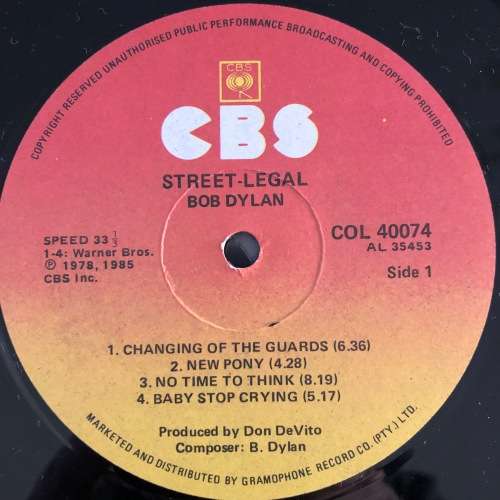 COPYRIGHT RESERVED UNAUTHORISED PUBLIC PERFORMANCE BROADCASTING AND COPYING PROHIBITED
CBS
CBS
STREET-LEGAL
BOB DYLAN
SPEED 33 1/3
1-4: Warner Bros.
Ⓟ 1978, 1985
CBS Inc.
COL 40074
AL 35453
Side 1
1. CHANGING OF THE GUARDS (6.36)
2. NEW PONY (4.28)
3. NO TIME TO THINK (8.19)
4. BABY STOP CRYING (5.17)
Produced by Don DeVito
Composer: B. Dylan
MARKETED AND DISTRIBUTED BY GRAMOPHONE RECORD CO. (PTY.) LTD.